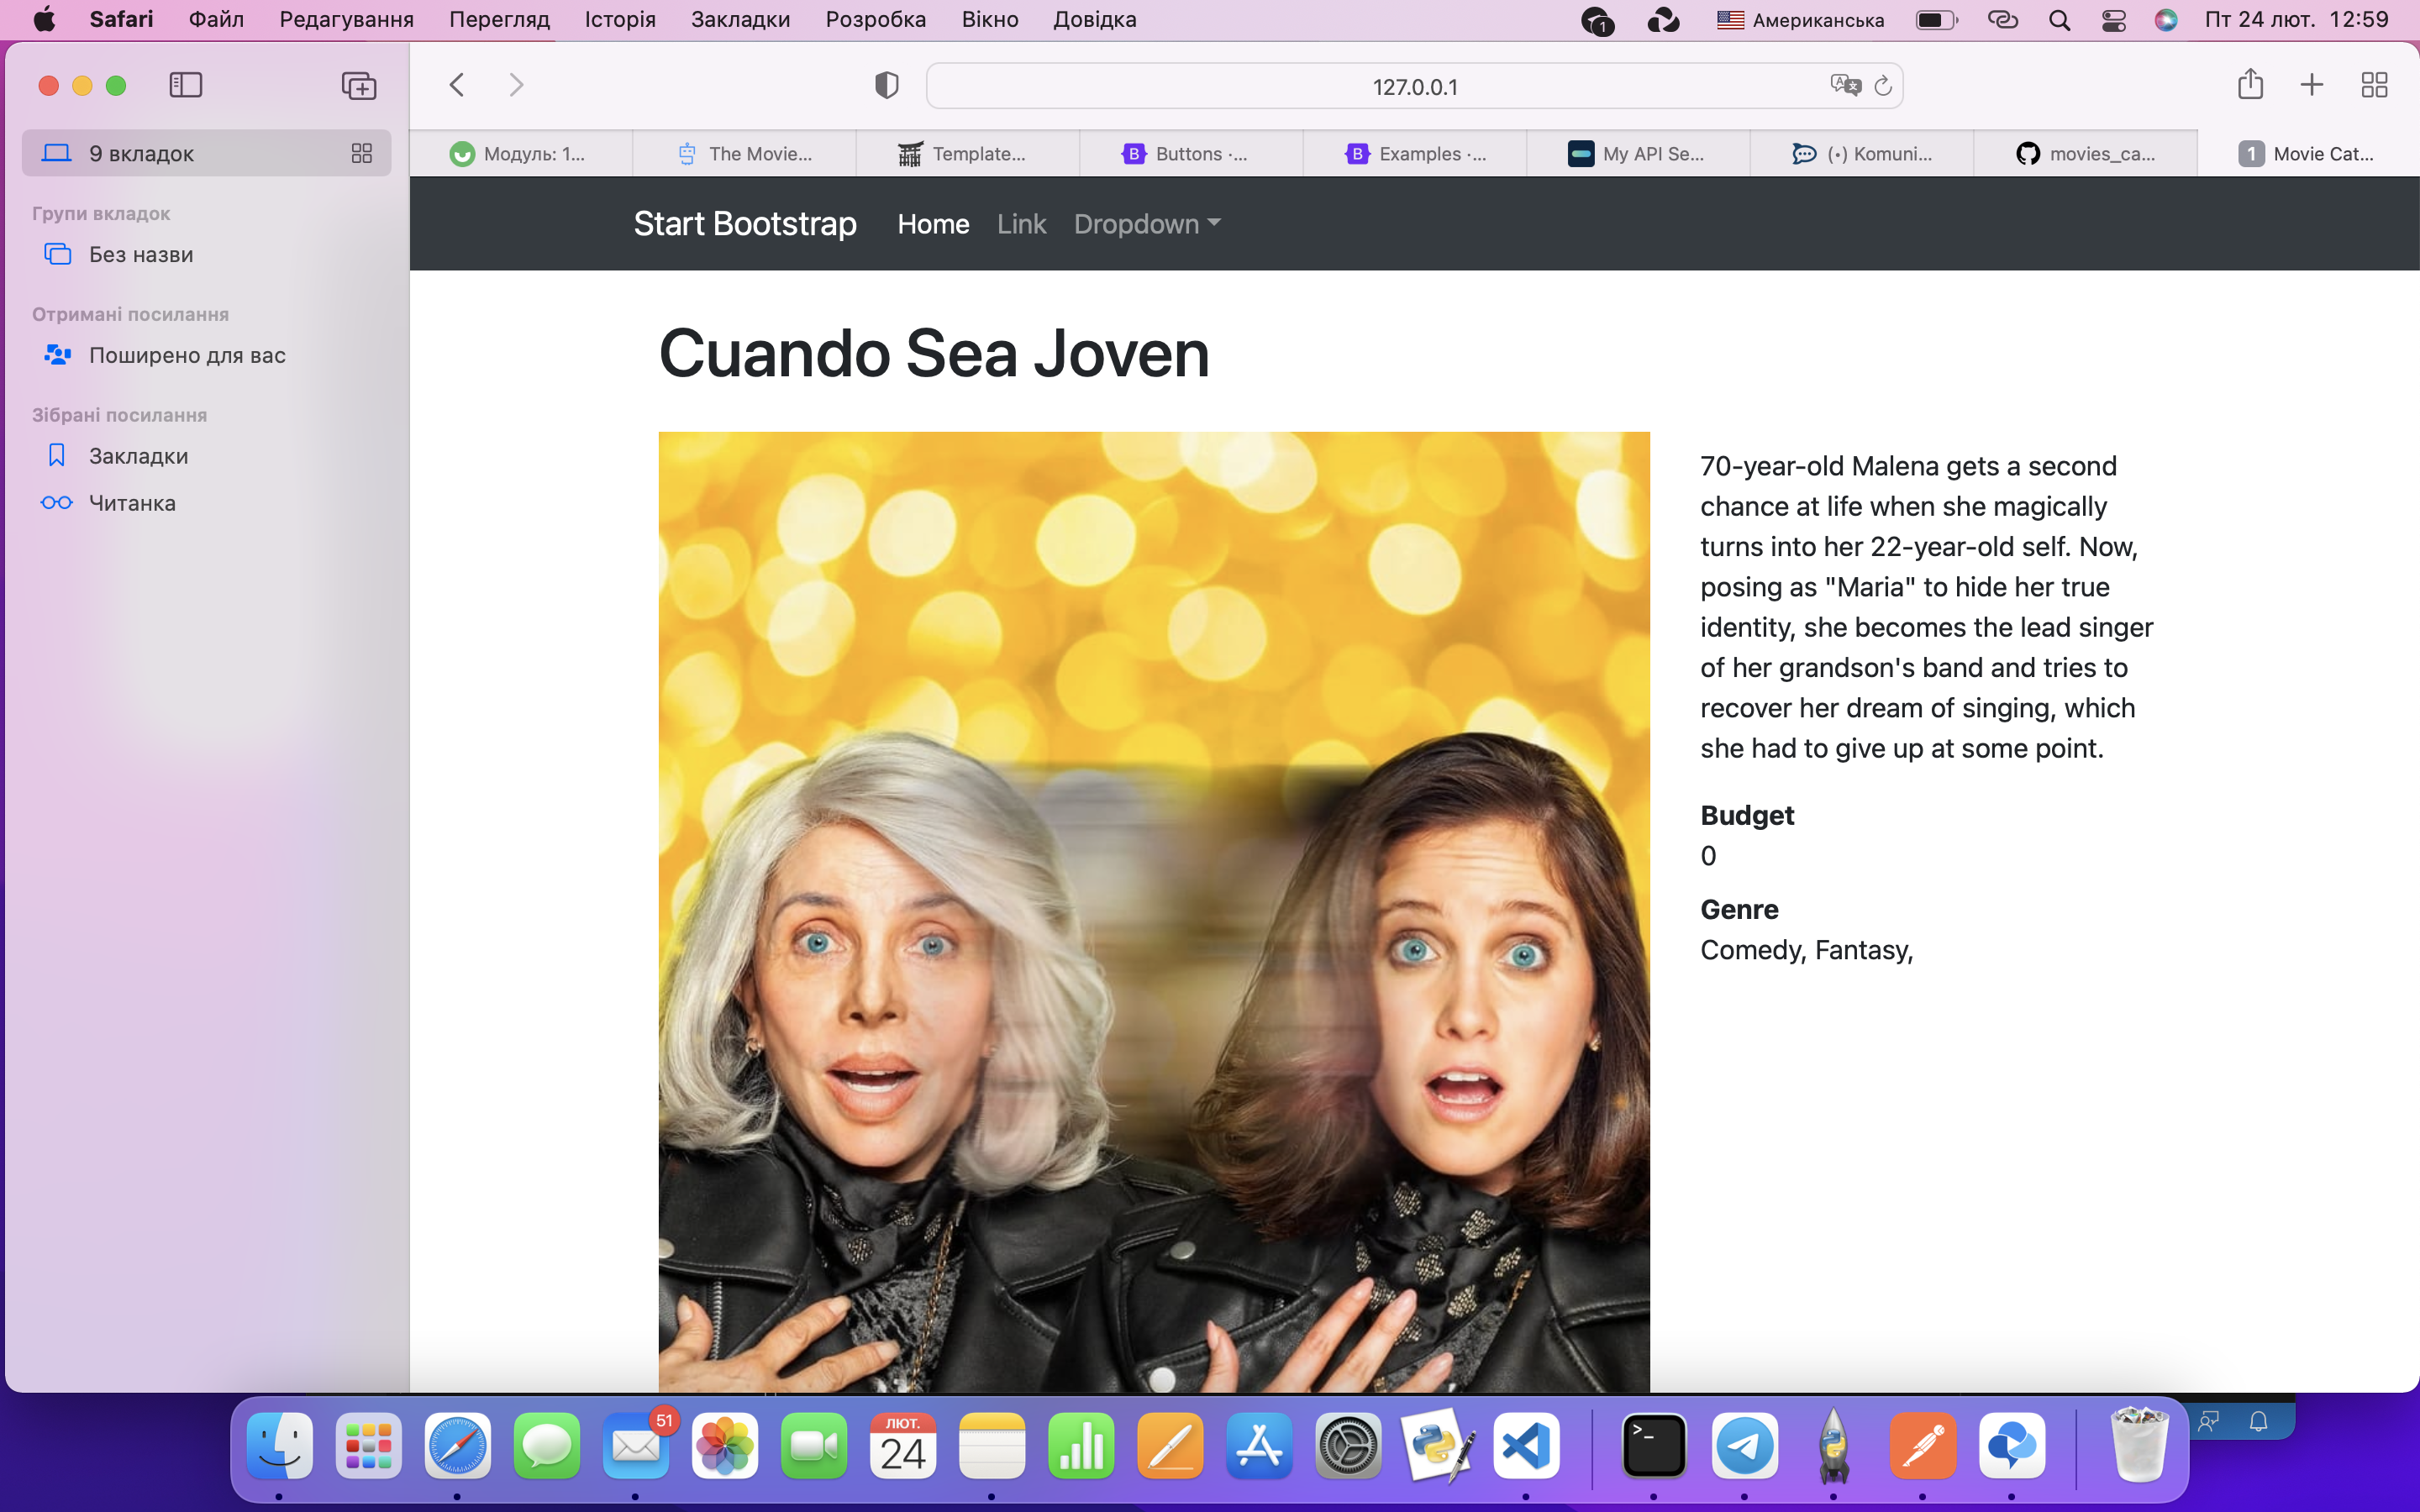 Safari Файл Редагування Перегляд Історія Закладки Розробка Вікно Довідка
1 Американська Пт 24 лют. 12:59
127.0.0.1
9 вкладок
Групи вкладок
Без назви
Отримані посилання
Поширено для вас
Зібрані посилання
Закладки
Читанка
Модуль: 1... The Movie... Template... B Buttons ·... B Examples ·... My API Se... (•) Komuni... movies_ca... 1 Movie Cat...
Start Bootstrap Home Link Dropdown
Cuando Sea Joven
70-year-old Malena gets a second
chance at life when she magically
turns into her 22-year-old self. Now,
posing as "Maria" to hide her true
identity, she becomes the lead singer
of her grandson's band and tries to
recover her dream of singing, which
she had to give up at some point.
Budget
0
Genre
Comedy, Fantasy,
51
ЛЮТ.
24
>_